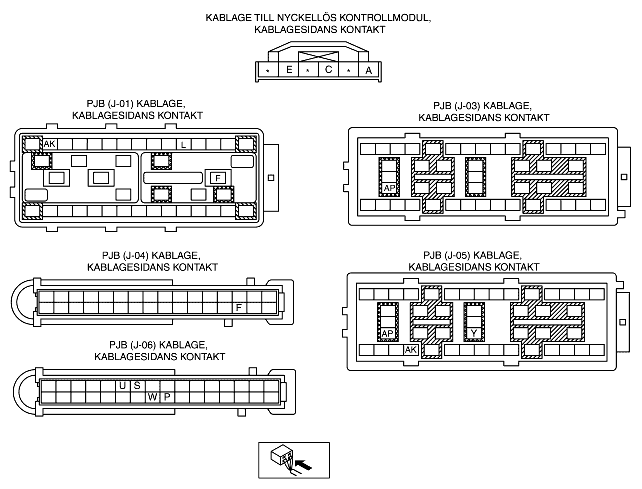 KABLAGE TILL NYCKELLÖS KONTROLLMODUL,
KABLAGESIDANS KONTAKT
* E * C * A
PJB (J-01) KABLAGE,
KABLAGESIDANS KONTAKT
AK L
F
PJB (J-03) KABLAGE,
KABLAGESIDANS KONTAKT
AP
PJB (J-04) KABLAGE,
KABLAGESIDANS KONTAKT
F
PJB (J-05) KABLAGE,
KABLAGESIDANS KONTAKT
AP Y
AK
PJB (J-06) KABLAGE,
KABLAGESIDANS KONTAKT
U S
W P